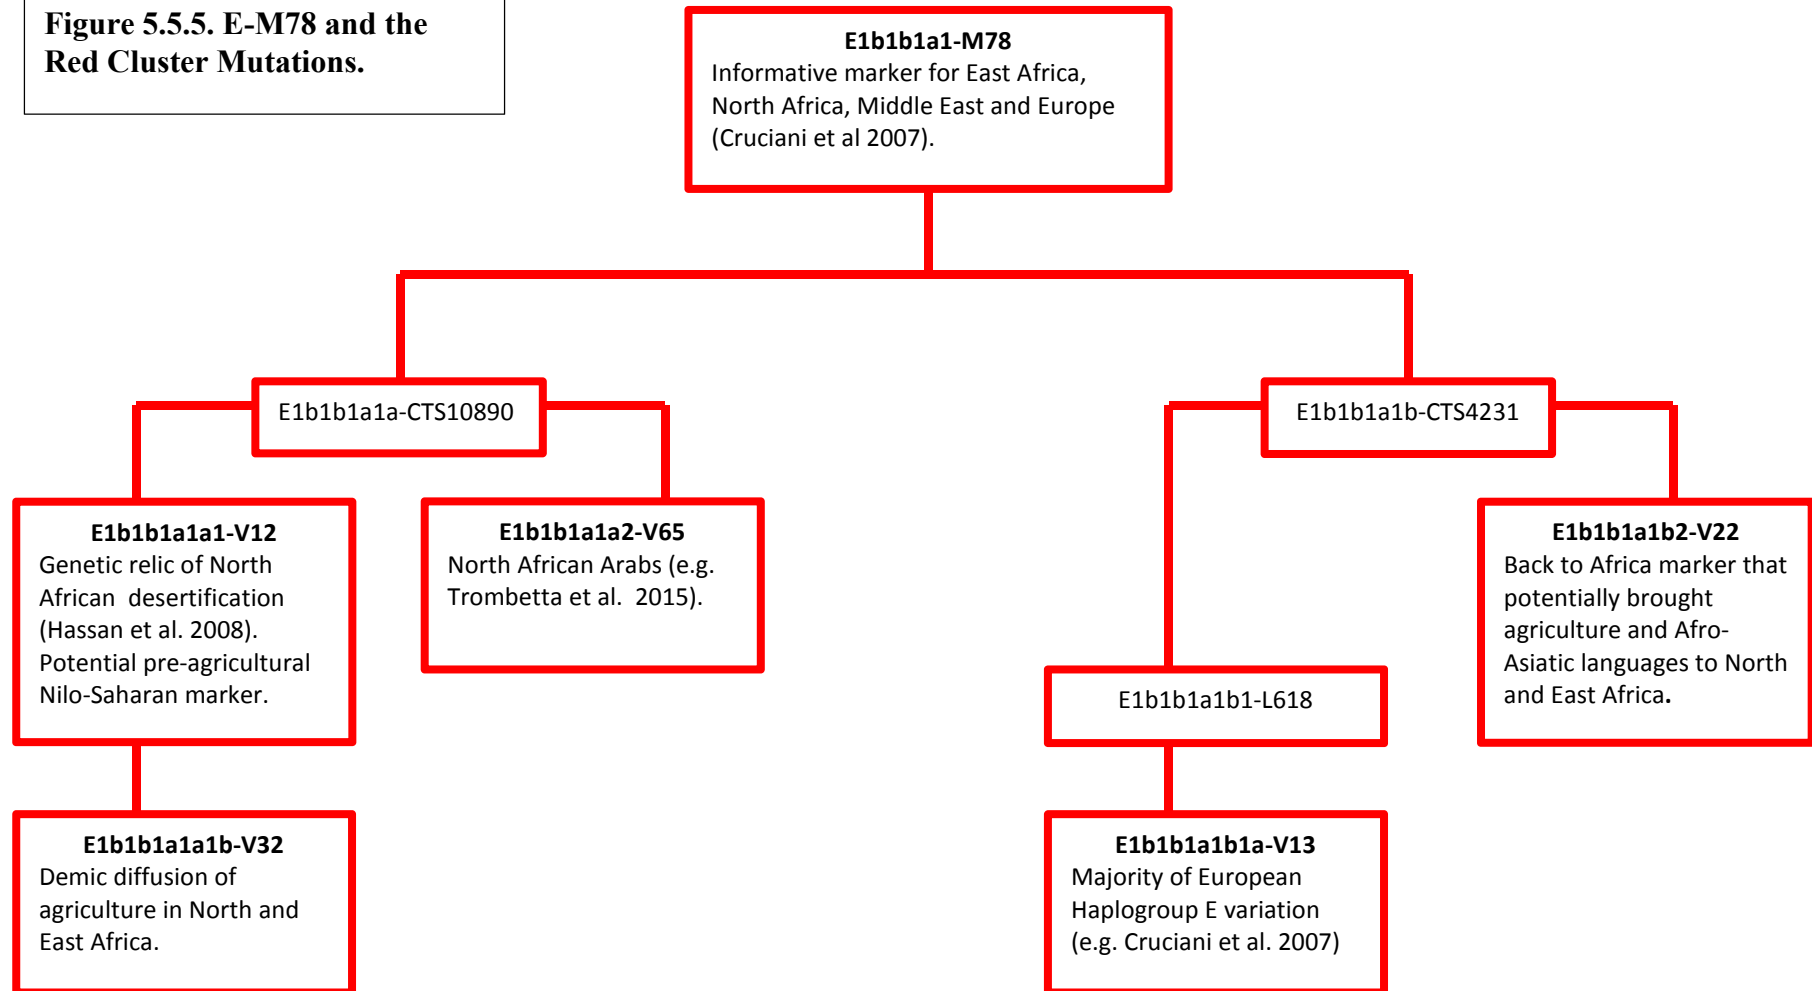 Figure 5.5.5. E-M78 and the
Red Cluster Mutations.
E1b1b1a1-M78
Informative marker for East Africa,
North Africa, Middle East and Europe
(Cruciani et al 2007).
E1b1b1a1a-CTS10890
E1b1b1a1b-CTS4231
E1b1b1a1a1-V12
Genetic relic of North
African desertification
(Hassan et al. 2008).
Potential pre-agricultural
Nilo-Saharan marker.
E1b1b1a1a2-V65
North African Arabs (e.g.
Trombetta et al. 2015).
E1b1b1a1b2-V22
Back to Africa marker that
potentially brought
agriculture and Afro-
Asiatic languages to North
and East Africa.
E1b1b1a1b1-L618
E1b1b1a1a1b-V32
Demic diffusion of
agriculture in North and
East Africa.
E1b1b1a1b1a-V13
Majority of European
Haplogroup E variation
(e.g. Cruciani et al. 2007)